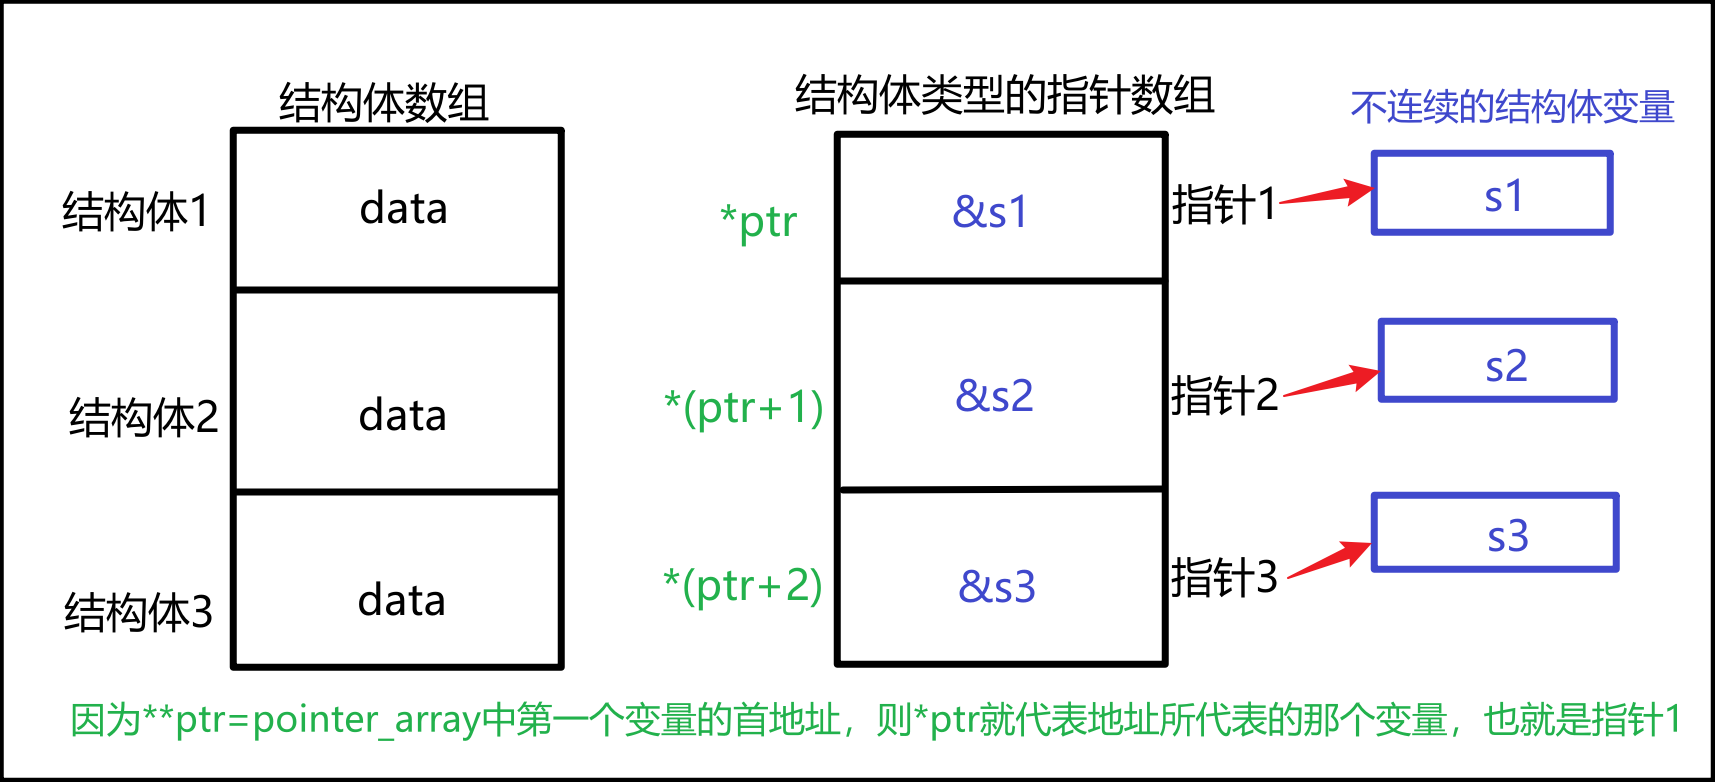 结构体数组
结构体1
data
结构体2
data
结构体3
data
结构体类型的指针数组
*ptr
&s1
指针1
*(ptr+1)
&s2
指针2
*(ptr+2)
&s3
指针3
不连续的结构体变量
s1
s2
s3
因为**ptr=pointer_array中第一个变量的首地址，则*ptr就代表地址所代表的那个变量，也就是指针1